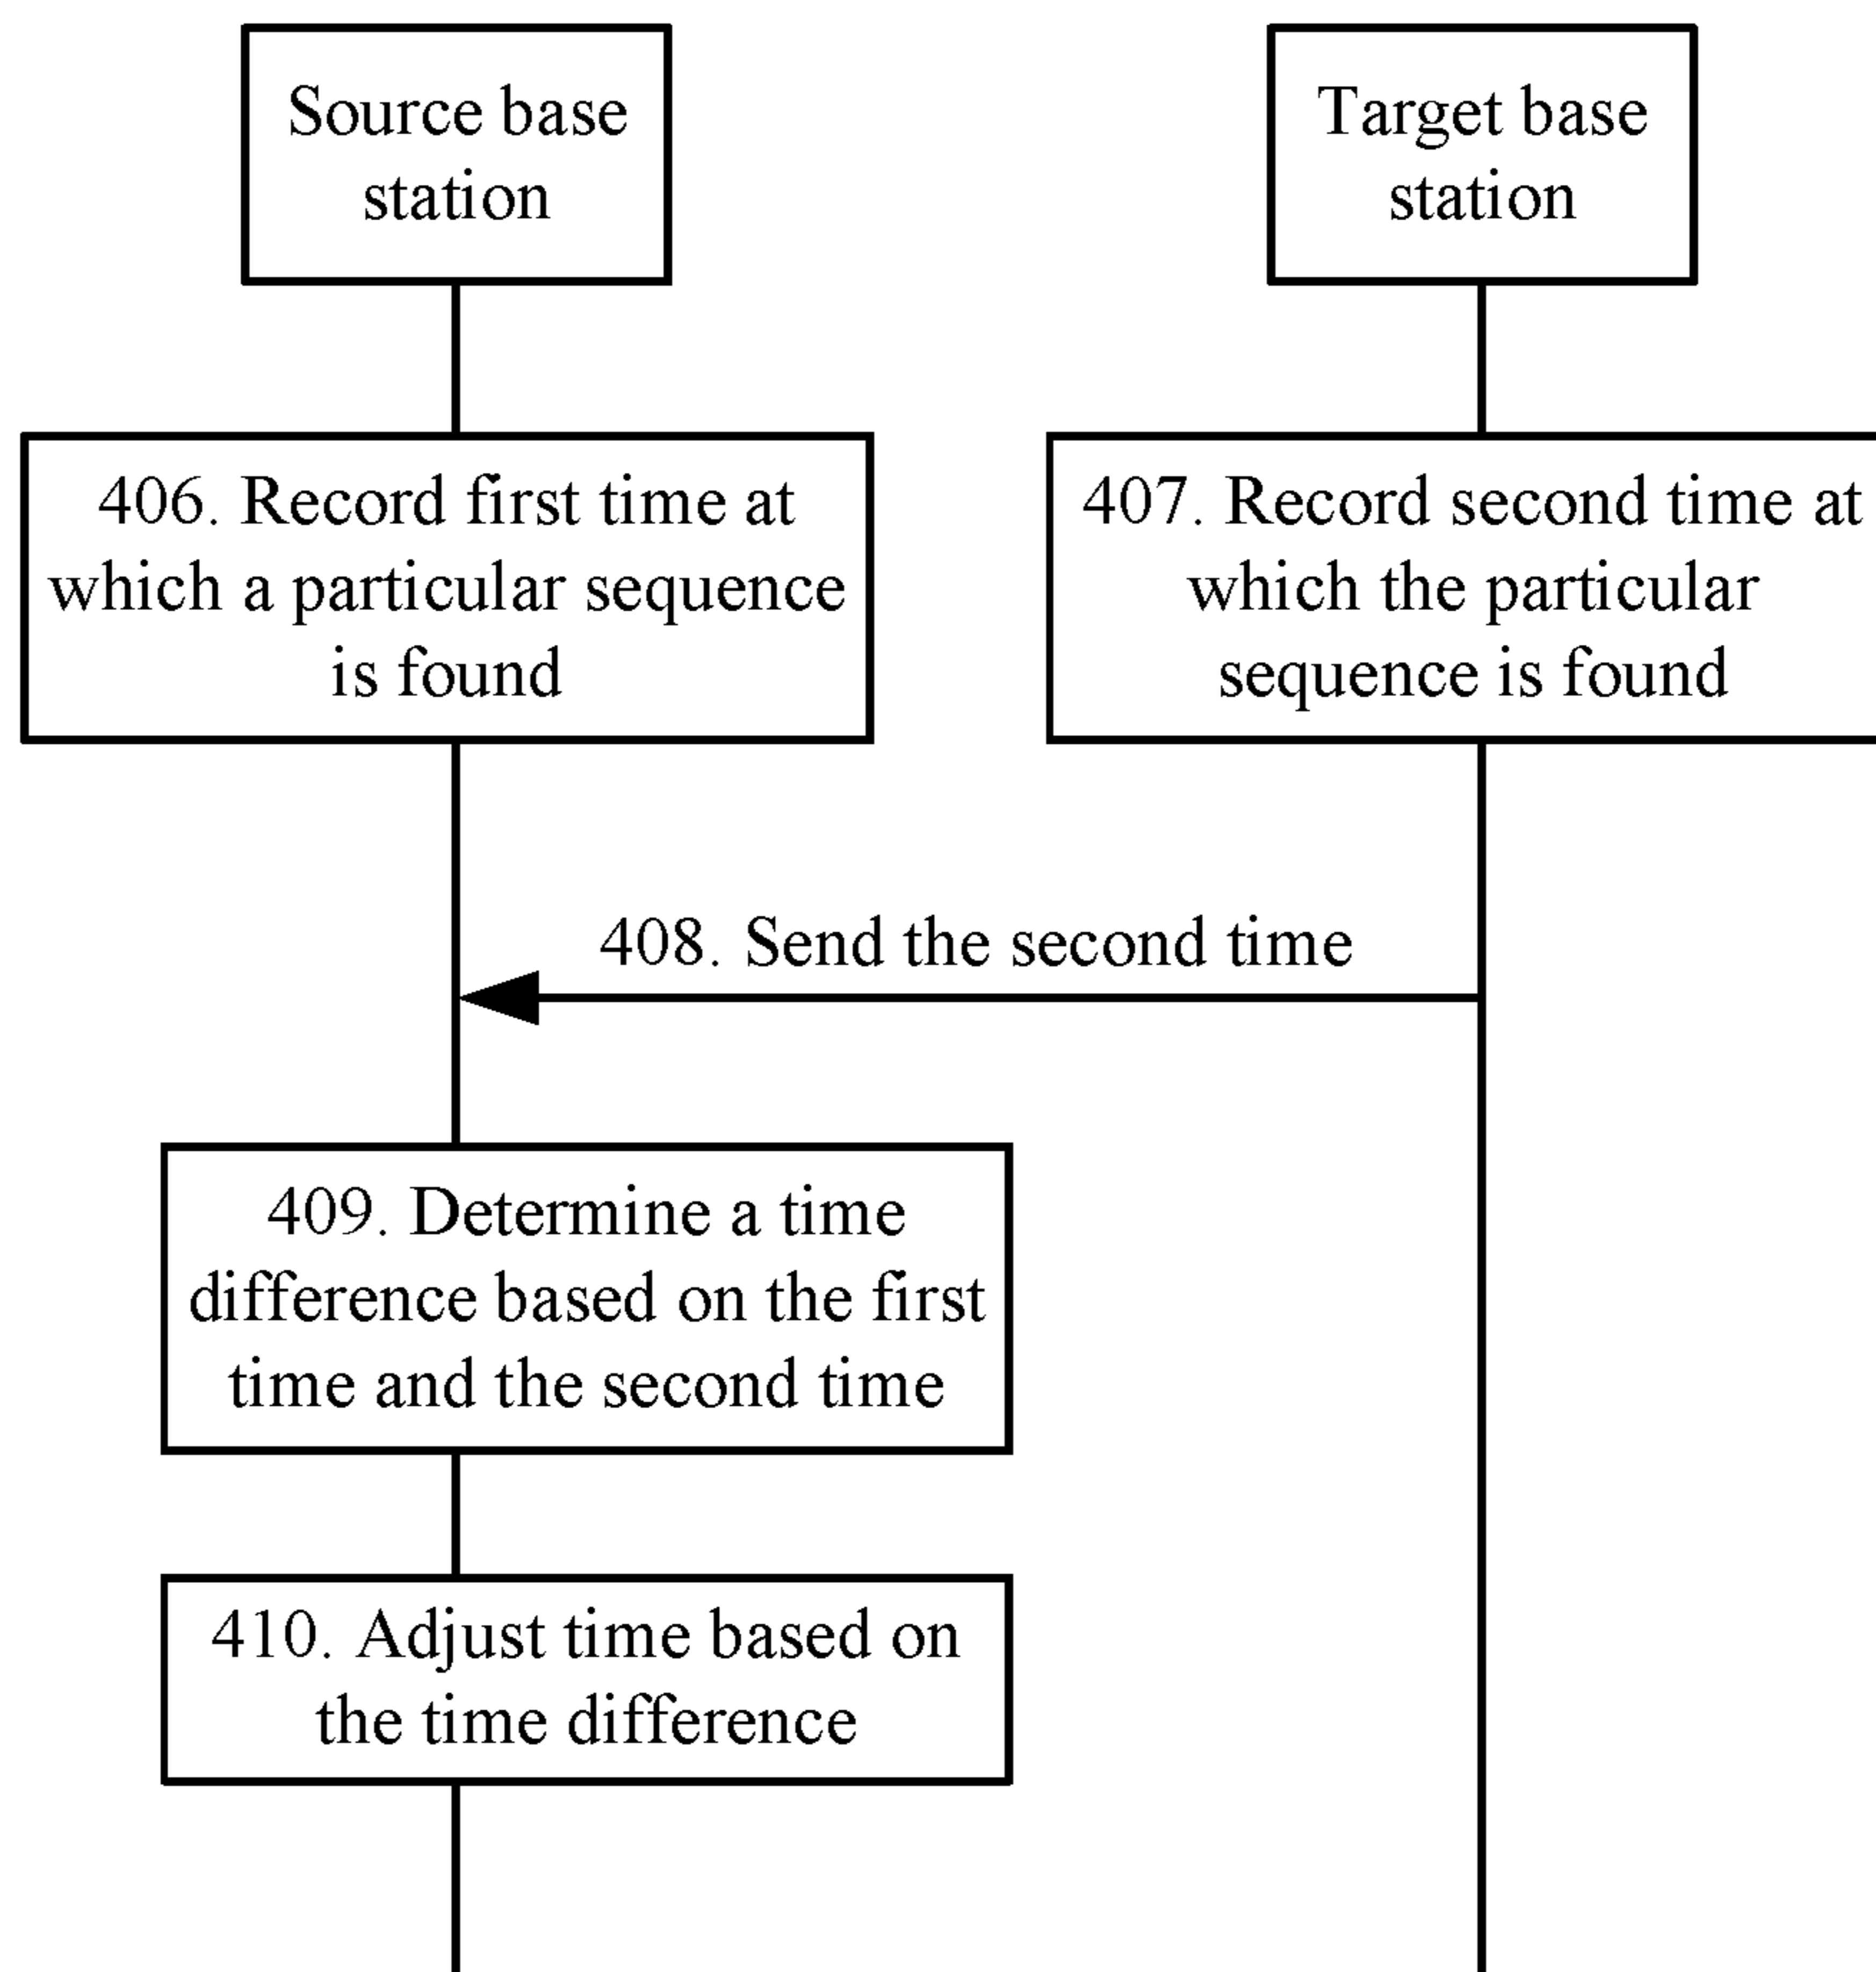 Source base
station
Target base
station
406. Record first time at
which a particular sequence
is found
407. Record second time at
which the particular
sequence is found
408. Send the second time
409. Determine a time
difference based on the first
time and the second time
410. Adjust time based on
the time difference